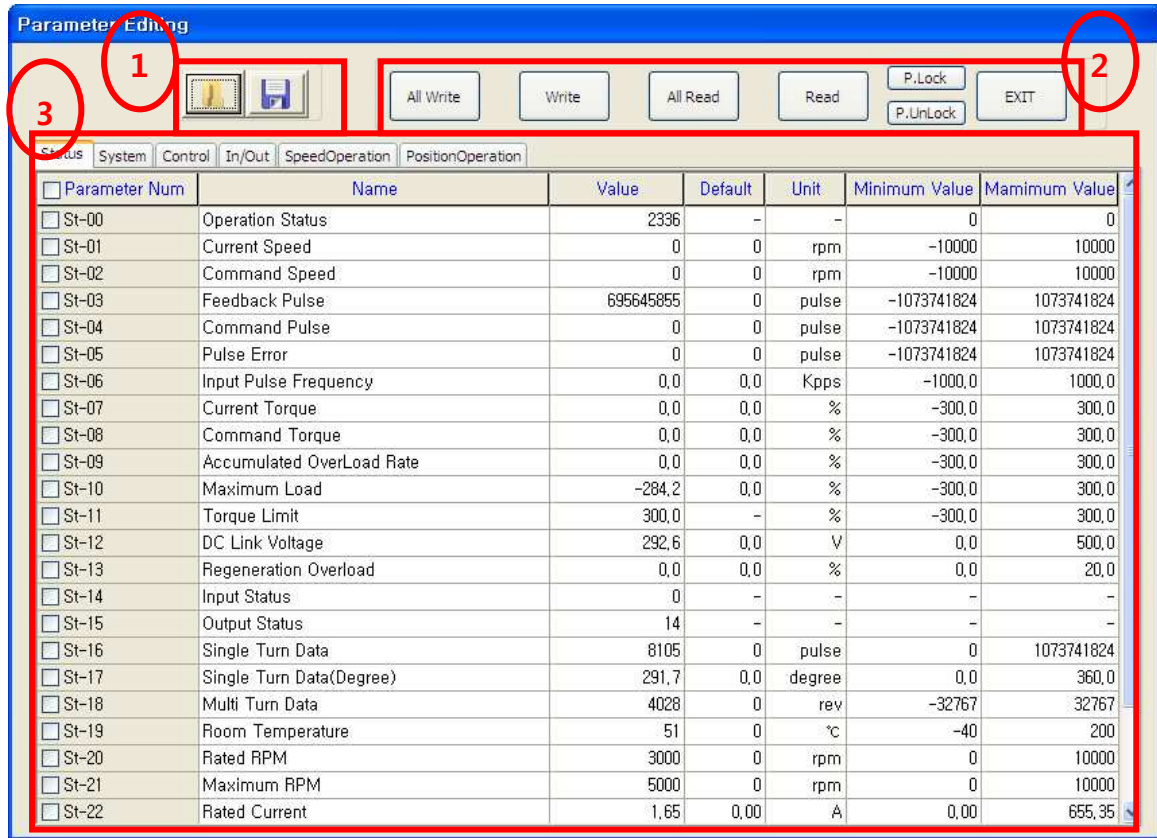 Parameter Editing
1
2
3
All Write Write All Read Read P.Lock P.UnLock EXIT
Status System Control In/Out SpeedOperation PositionOperation
Parameter Num Name Value Default Unit Minimum Value Mamimum Value
St-00 Operation Status 2336 - - 0 0
St-01 Current Speed 0 0 rpm -10000 10000
St-02 Command Speed 0 0 rpm -10000 10000
St-03 Feedback Pulse 695645855 0 pulse -1073741824 1073741824
St-04 Command Pulse 0 0 pulse -1073741824 1073741824
St-05 Pulse Error 0 0 pulse -1073741824 1073741824
St-06 Input Pulse Frequency 0,0 0,0 Kpps -1000,0 1000,0
St-07 Current Torque 0,0 0,0 % -300,0 300,0
St-08 Command Torque 0,0 0,0 % -300,0 300,0
St-09 Accumulated OverLoad Rate 0,0 0,0 % -300,0 300,0
St-10 Maximum Load -284,2 0,0 % -300,0 300,0
St-11 Torque Limit 300,0 - % -300,0 300,0
St-12 DC Link Voltage 292,6 0,0 V 0,0 500,0
St-13 Regeneration Overload 0,0 0,0 % 0,0 20,0
St-14 Input Status 0 - - - -
St-15 Output Status 14 - - - -
St-16 Single Turn Data 8105 0 pulse 0 1073741824
St-17 Single Turn Data(Degree) 291,7 0,0 degree 0,0 360,0
St-18 Multi Turn Data 4028 0 rev -32767 32767
St-19 Room Temperature 51 0 ℃ -40 200
St-20 Rated RPM 3000 0 rpm 0 10000
St-21 Maximum RPM 5000 0 rpm 0 10000
St-22 Rated Current 1,65 0,00 A 0,00 655,35